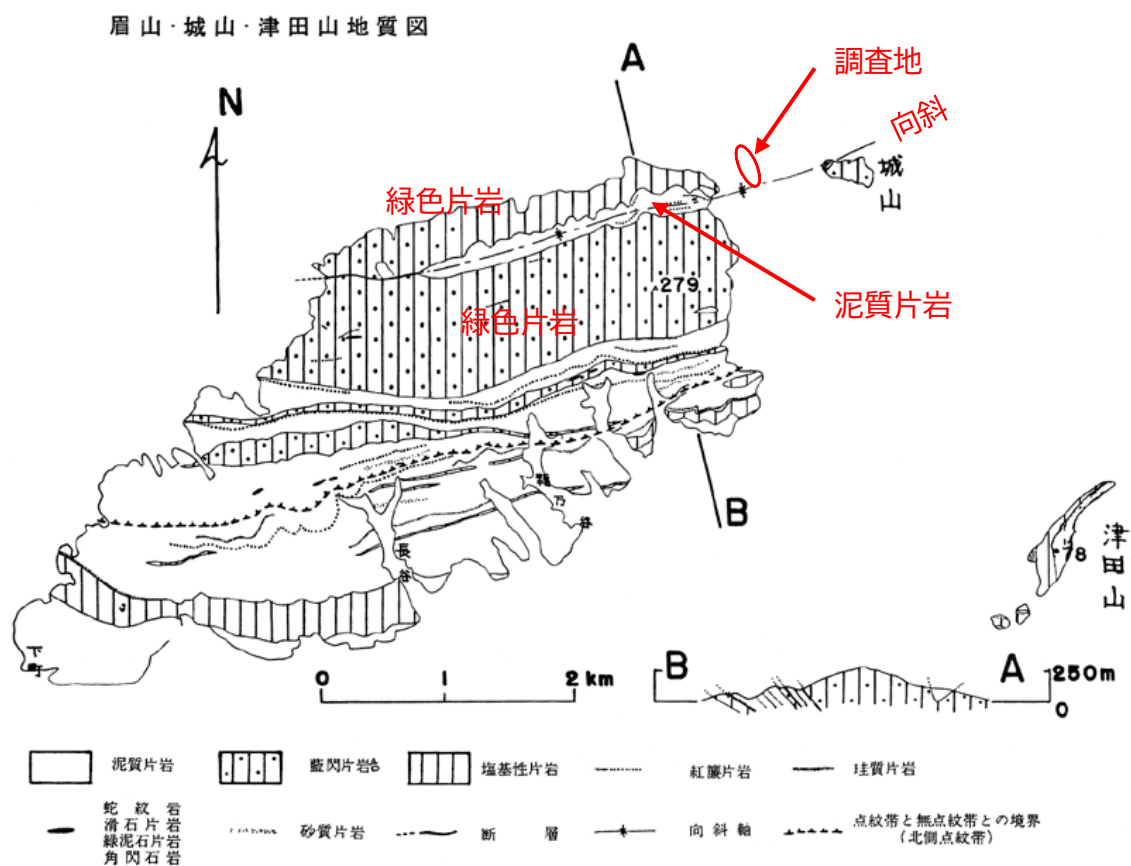 眉山・城山・津田山地質図
A
調査地
N
向斜
城山
緑色片岩
279
泥質片岩
緑色片岩
B
津田山
78
長谷
下町
0 1 2 km
B
A
250m
0
泥質片岩
藍閃片岩
塩基性片岩
紅簾片岩
珪質片岩
蛇紋岩
滑石片岩
緑泥石片岩
角閃石岩
砂質片岩
断層
向斜軸
点紋帯と無点紋帯との境界
(北側点紋帯)